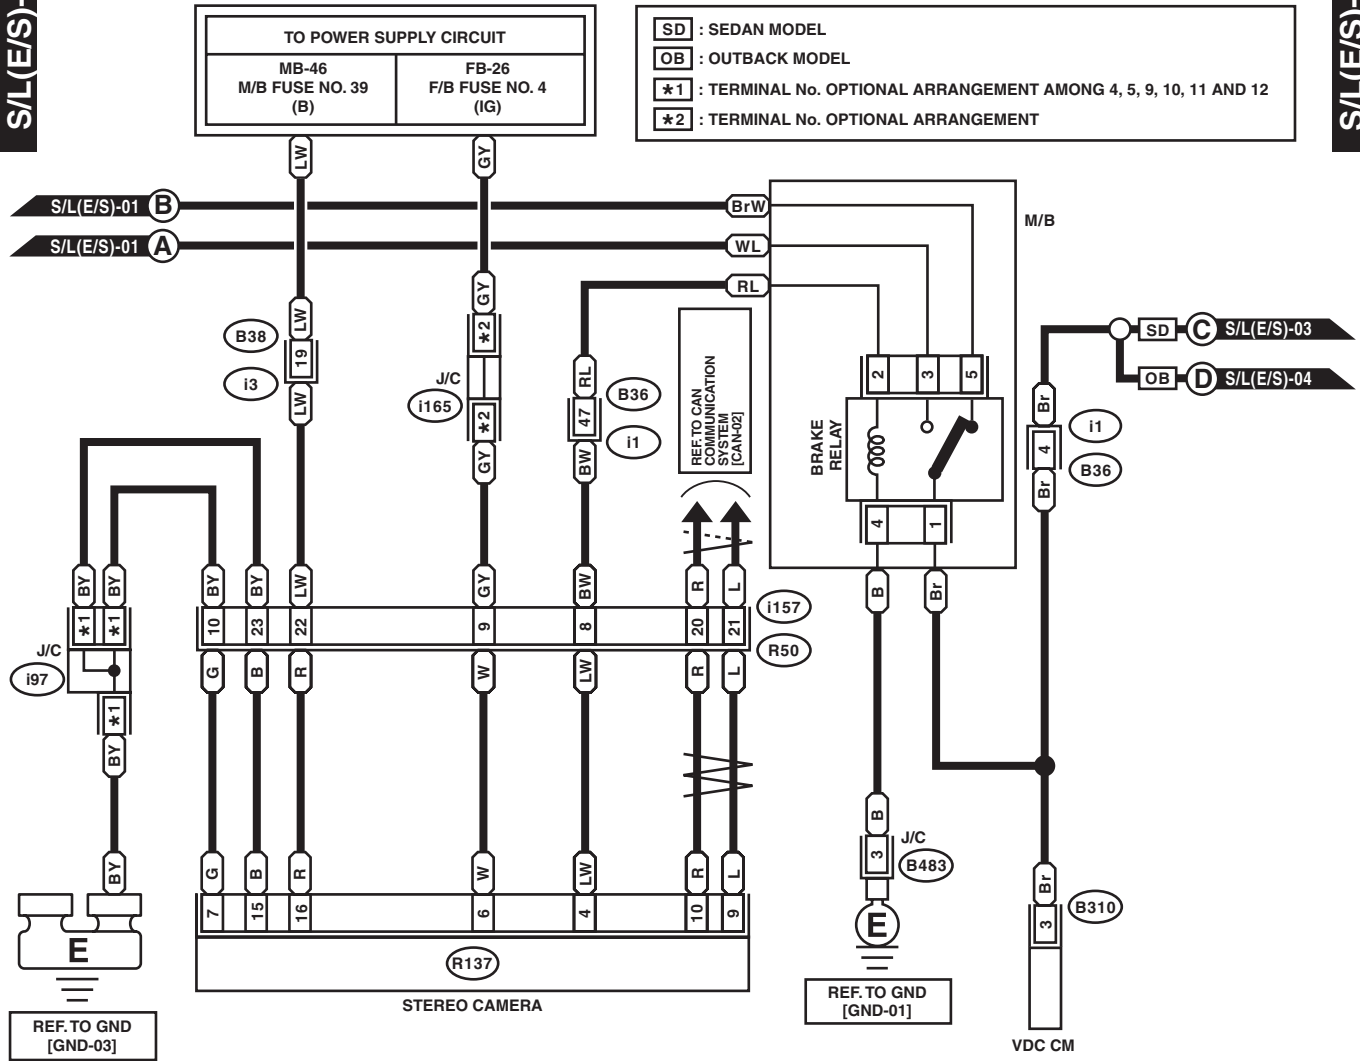 S/L(E/S)-
S/L(E/S)-
TO POWER SUPPLY CIRCUIT
MB-46
M/B FUSE NO. 39
(B)
FB-26
F/B FUSE NO. 4
(IG)
SD : SEDAN MODEL
OB : OUTBACK MODEL
*1 : TERMINAL No. OPTIONAL ARRANGEMENT AMONG 4, 5, 9, 10, 11 AND 12
*2 : TERMINAL No. OPTIONAL ARRANGEMENT
LW
GY
S/L(E/S)-01 B
BrW
S/L(E/S)-01 A
WL
RL
M/B
GY
LW
B38
19
i3
LW
*2
J/C
i165
*2
GY
RL
B36
47
i1
BW
REF. TO CAN
COMMUNICATION
SYSTEM
[CAN-02]
2
3
5
BRAKE
RELAY
4
1
SD C S/L(E/S)-03
OB D S/L(E/S)-04
Br
i1
4
B36
Br
BY
BY
BY
BY
LW
GY
BW
R
L
B
Br
*1
*1
10
23
22
9
8
20
21
i157
R50
J/C
i97
G
B
R
W
LW
R
L
*1
BY
BY
B
J/C
3
B483
E
REF. TO GND
[GND-01]
G
B
R
W
LW
R
L
7
15
16
6
4
10
9
R137
STEREO CAMERA
Br
B310
3
VDC CM
E
REF. TO GND
[GND-03]